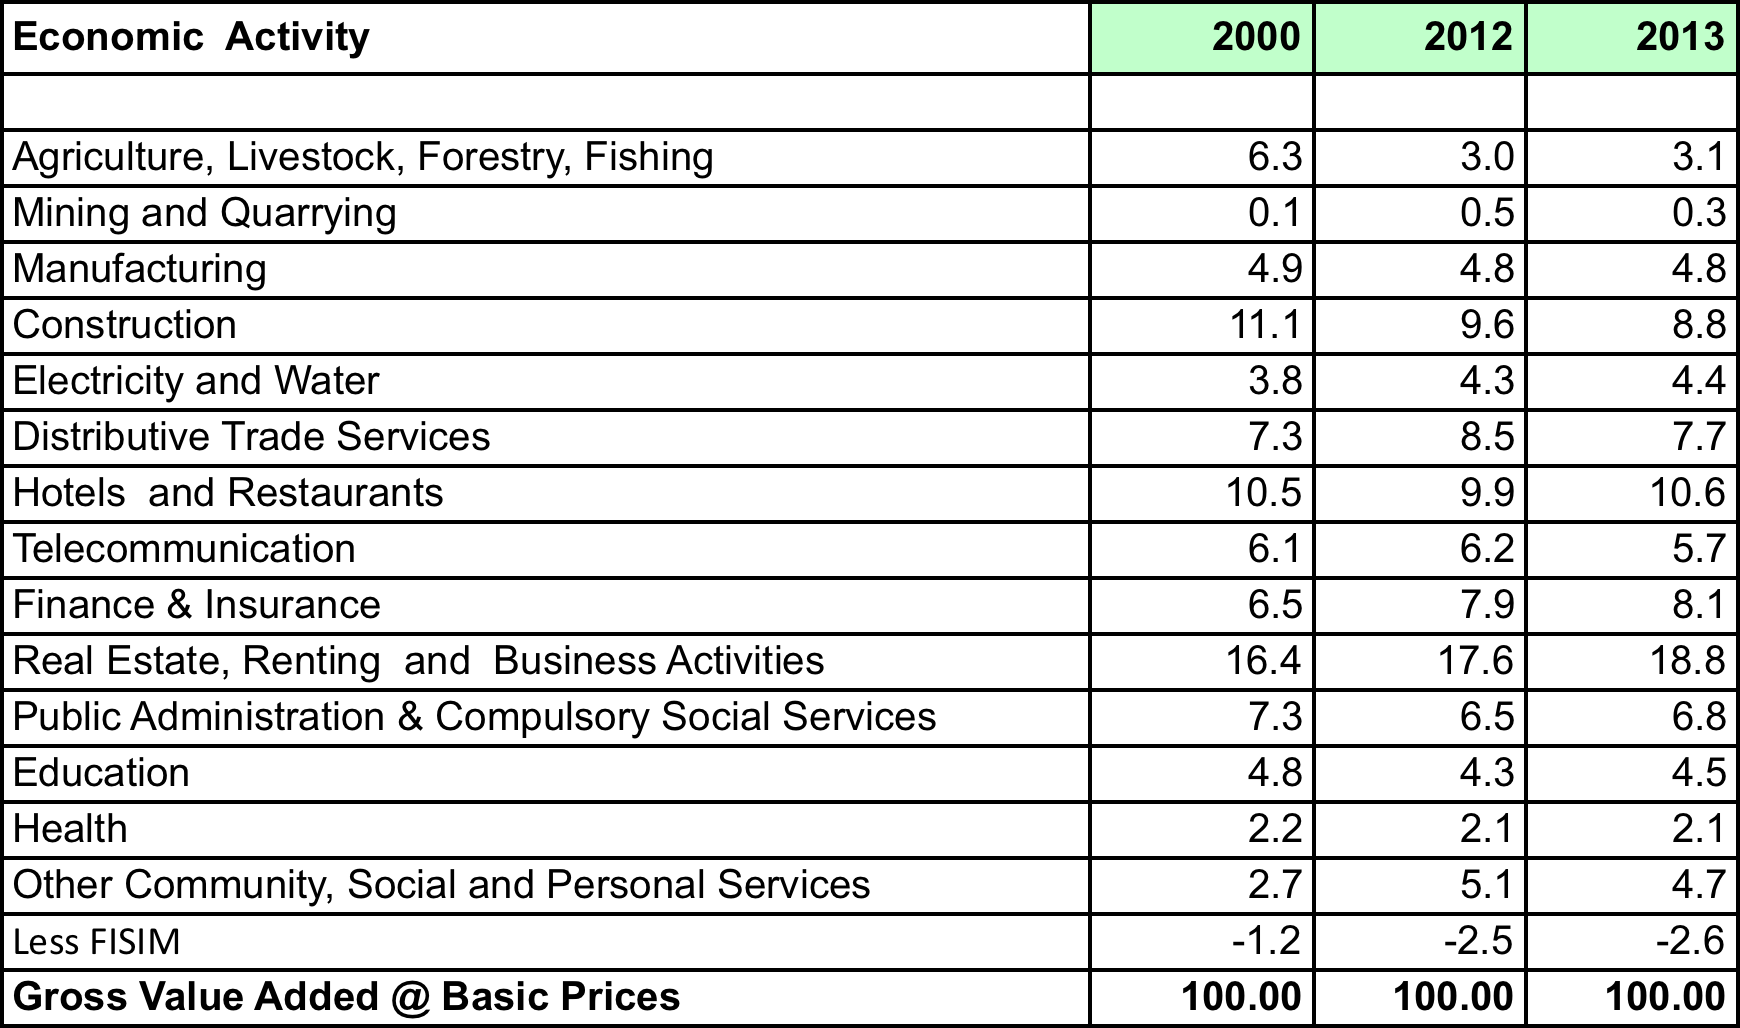 Economic Activity 2000 2012 2013
Agriculture, Livestock, Forestry, Fishing 6.3 3.0 3.1
Mining and Quarrying 0.1 0.5 0.3
Manufacturing 4.9 4.8 4.8
Construction 11.1 9.6 8.8
Electricity and Water 3.8 4.3 4.4
Distributive Trade Services 7.3 8.5 7.7
Hotels and Restaurants 10.5 9.9 10.6
Telecommunication 6.1 6.2 5.7
Finance & Insurance 6.5 7.9 8.1
Real Estate, Renting and Business Activities 16.4 17.6 18.8
Public Administration & Compulsory Social Services 7.3 6.5 6.8
Education 4.8 4.3 4.5
Health 2.2 2.1 2.1
Other Community, Social and Personal Services 2.7 5.1 4.7
Less FISIM -1.2 -2.5 -2.6
Gross Value Added @ Basic Prices 100.00 100.00 100.00